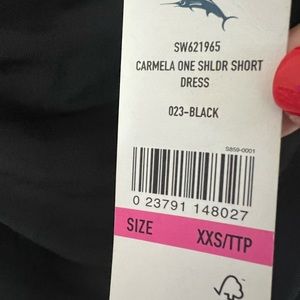 SW621965
CARMELA ONE SHLDR SHORT
DRESS
023-BLACK
S859-0001
0 23791 148027
SIZE XXS/TTP